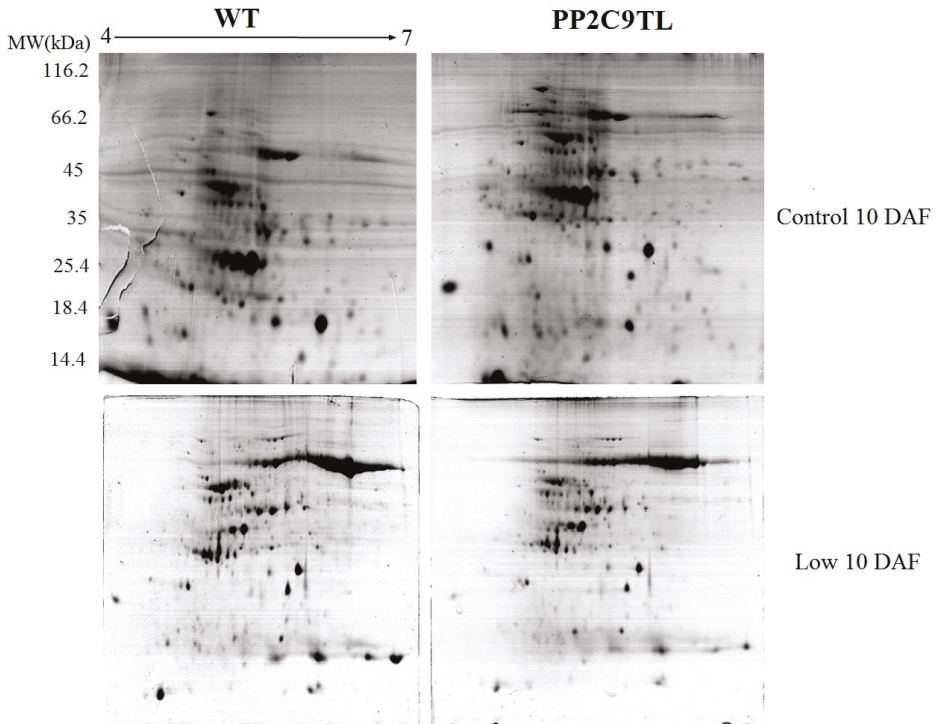 WT
PP2C9TL
MW(kDa)
4
7
116.2
66.2
45
35
25.4
18.4
14.4
Control 10 DAF
Low 10 DAF